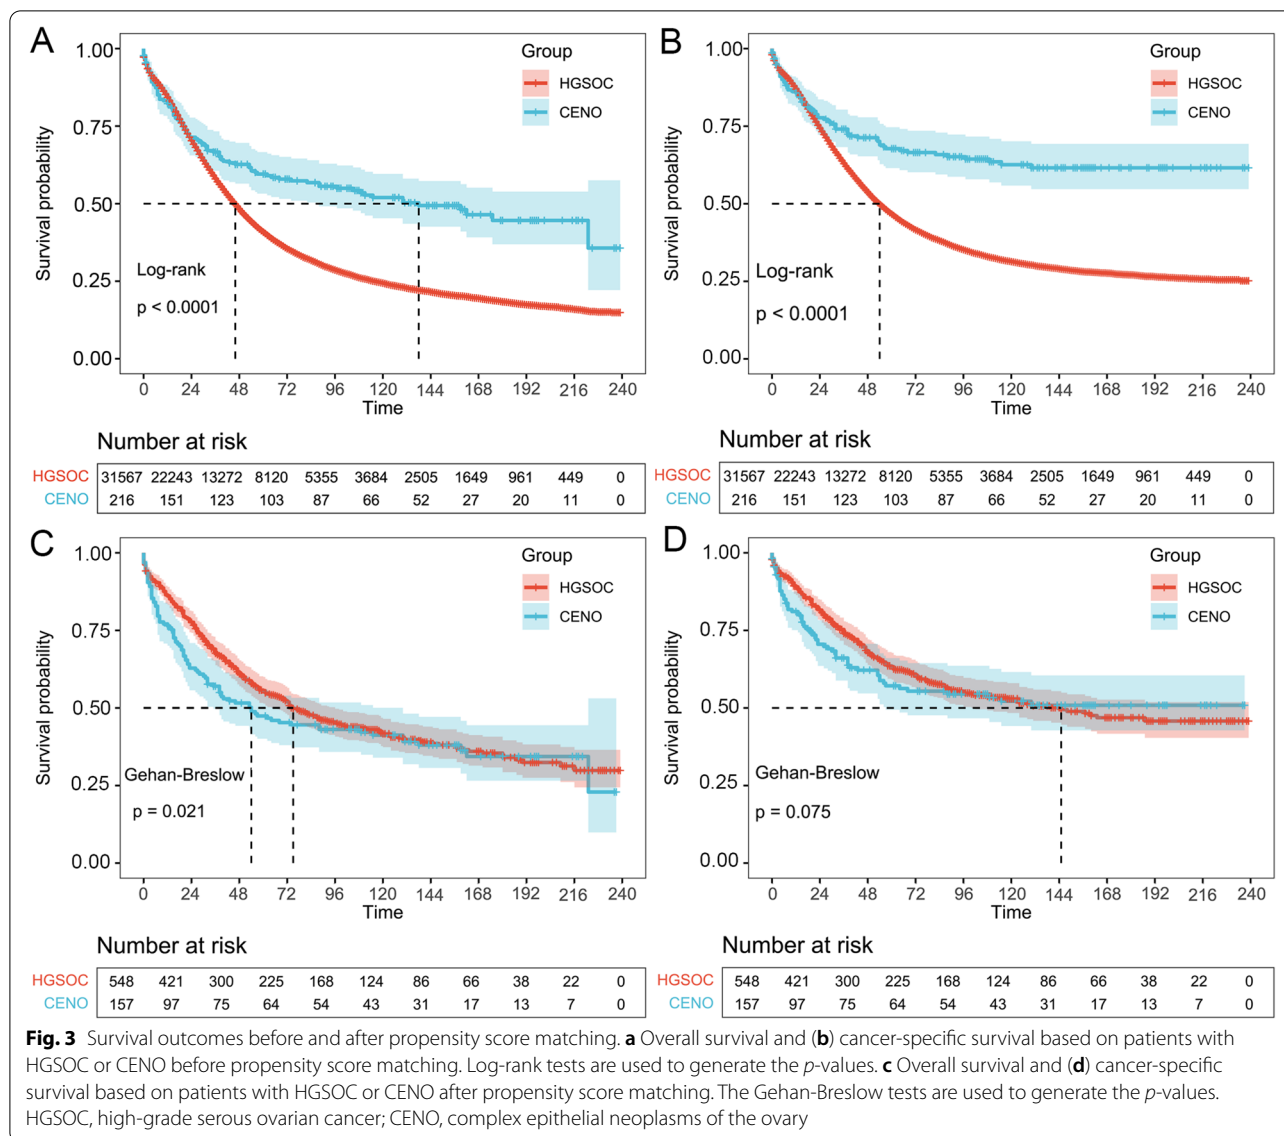 A
Group
HGSOC
CENO
Survival probability
1.00
0.75
0.50
0.25
0.00
Log-rank
p < 0.0001
0 24 48 72 96 120 144 168 192 216 240
Time
Number at risk
HGSOC 31567 22243 13272 8120 5355 3684 2505 1649 961 449 0
CENO 216 151 123 103 87 66 52 27 20 11 0
B
Group
HGSOC
CENO
Survival probability
1.00
0.75
0.50
0.25
0.00
Log-rank
p < 0.0001
0 24 48 72 96 120 144 168 192 216 240
Time
Number at risk
HGSOC 31567 22243 13272 8120 5355 3684 2505 1649 961 449 0
CENO 216 151 123 103 87 66 52 27 20 11 0
C
Group
HGSOC
CENO
Survival probability
1.00
0.75
0.50
0.25
0.00
Gehan-Breslow
p = 0.021
0 24 48 72 96 120 144 168 192 216 240
Time
Number at risk
HGSOC 548 421 300 225 168 124 86 66 38 22 0
CENO 157 97 75 64 54 43 31 17 13 7 0
D
Group
HGSOC
CENO
Survival probability
1.00
0.75
0.50
0.25
0.00
Gehan-Breslow
p = 0.075
0 24 48 72 96 120 144 168 192 216 240
Time
Number at risk
HGSOC 548 421 300 225 168 124 86 66 38 22 0
CENO 157 97 75 64 54 43 31 17 13 7 0
Fig. 3 Survival outcomes before and after propensity score matching. a Overall survival and (b) cancer-specific survival based on patients with
HGSOC or CENO before propensity score matching. Log-rank tests are used to generate the p-values. c Overall survival and (d) cancer-specific
survival based on patients with HGSOC or CENO after propensity score matching. The Gehan-Breslow tests are used to generate the p-values.
HGSOC, high-grade serous ovarian cancer; CENO, complex epithelial neoplasms of the ovary